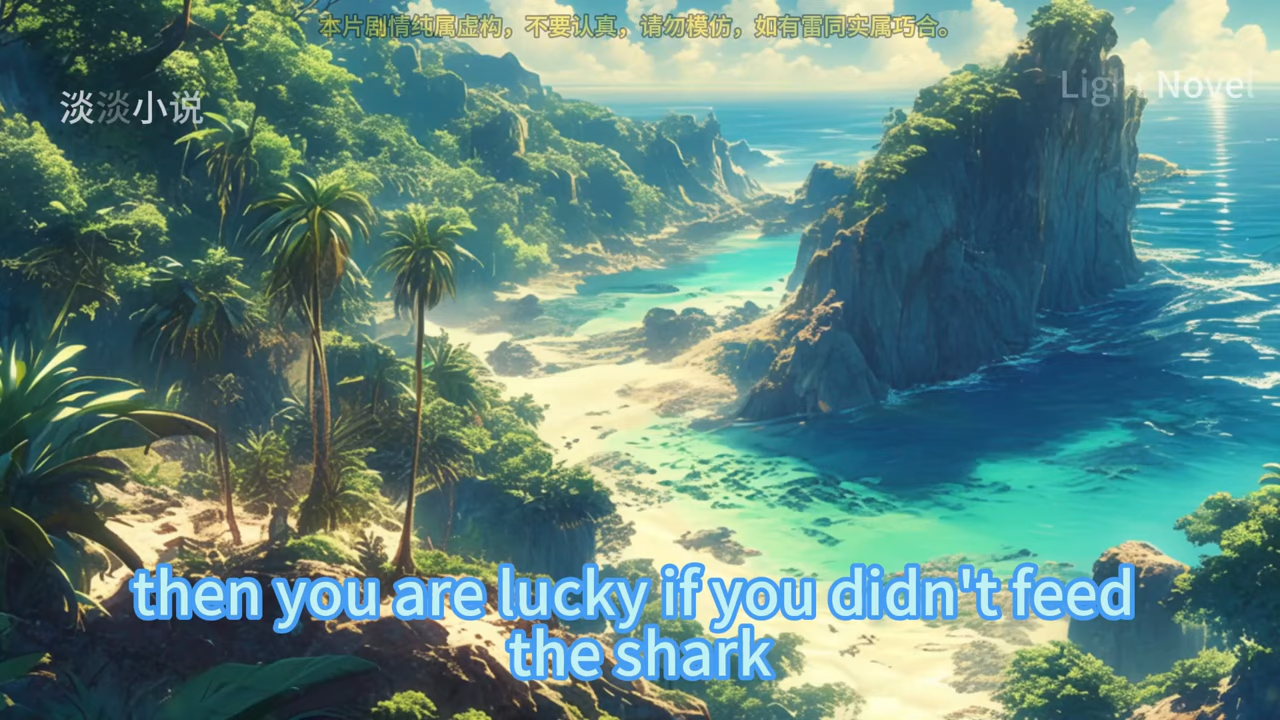 本片剧情纯属虚构，不要认真，请勿模仿，如有雷同实属巧合。
淡淡小说
Light Novel
then you are lucky if you didn't feed
the shark